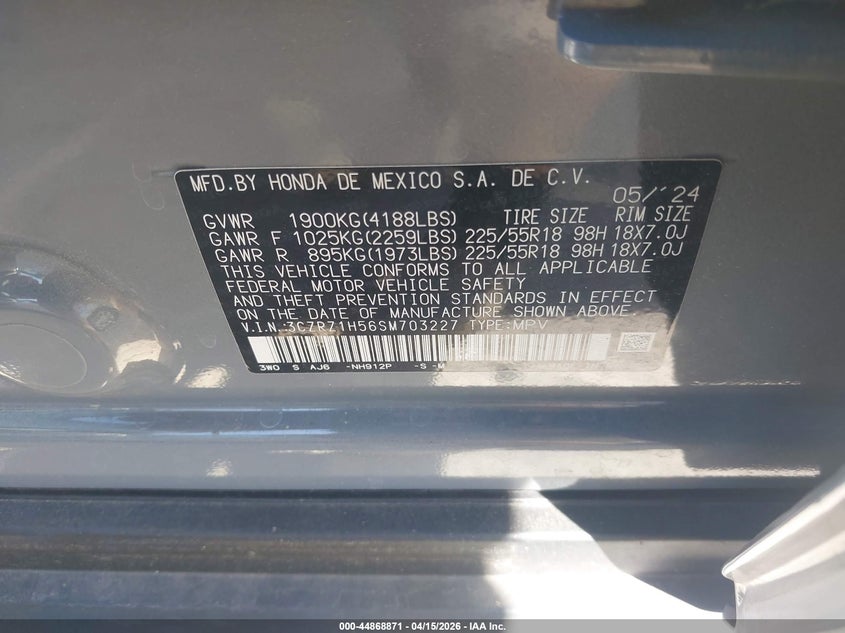 MFD.BY HONDA DE MEXICO S.A. DE C.V.
05/'24
GVWR 1900KG(4188LBS) TIRE SIZE RIM SIZE
GAWR F 1025KG(2259LBS) 225/55R18 98H 18X7.0J
GAWR R 895KG(1973LBS) 225/55R18 98H 18X7.0J
THIS VEHICLE CONFORMS TO ALL APPLICABLE
FEDERAL MOTOR VEHICLE SAFETY
AND THEFT PREVENTION STANDARDS IN EFFECT
ON THE DATE OF MANUFACTURE SHOWN ABOVE.
V.I.N.3CZRZ1H56SM703227 TYPE:MPV
3W0 S AJ6 -NH912P -S-M
000-44868871 - 04/15/2026 - IAA Inc.